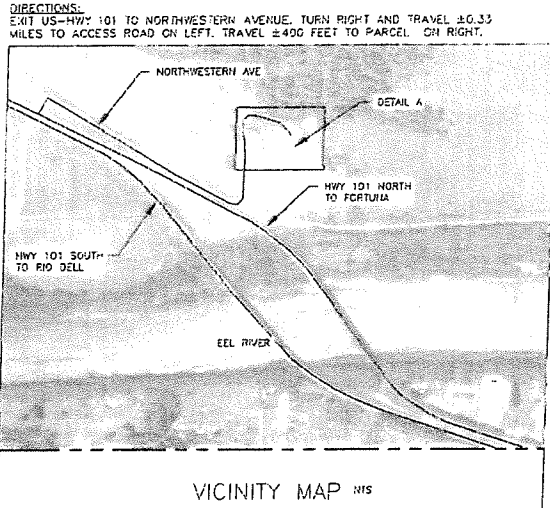 DIRECTIONS:
EXIT US-HWY 101 TO NORTHWESTERN AVENUE. TURN RIGHT AND TRAVEL ±0.33
MILES TO ACCESS ROAD ON LEFT. TRAVEL ±400 FEET TO PARCEL ON RIGHT.
NORTHWESTERN AVE
DETAIL A
HWY 101 NORTH
TO FORTUNA
HWY 101 SOUTH
TO RIO DELL
EEL RIVER
VICINITY MAP NTS